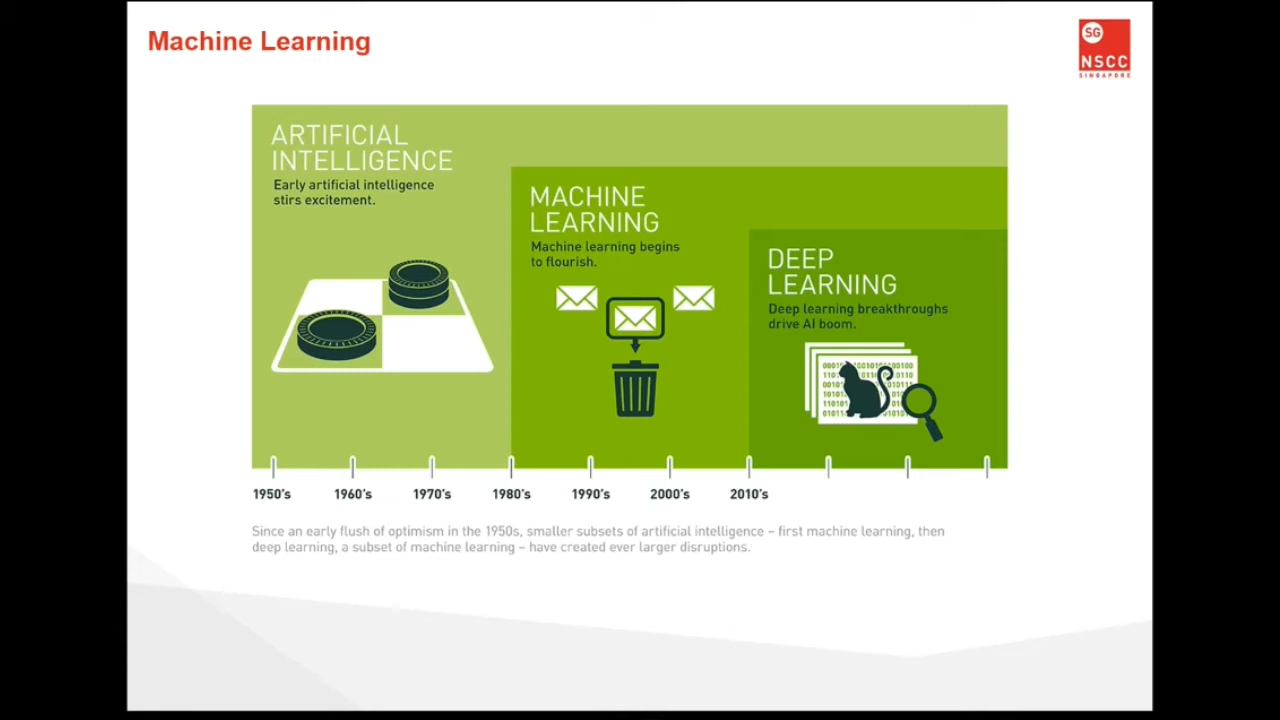 Machine Learning
SG
NSCC
SINGAPORE
ARTIFICIAL
INTELLIGENCE
Early artificial intelligence
stirs excitement.
MACHINE
LEARNING
Machine learning begins
to flourish.
DEEP
LEARNING
Deep learning breakthroughs
drive AI boom.
1950's 1960's 1970's 1980's 1990's 2000's 2010's
Since an early flush of optimism in the 1950s, smaller subsets of artificial intelligence – first machine learning, then
deep learning, a subset of machine learning – have created ever larger disruptions.